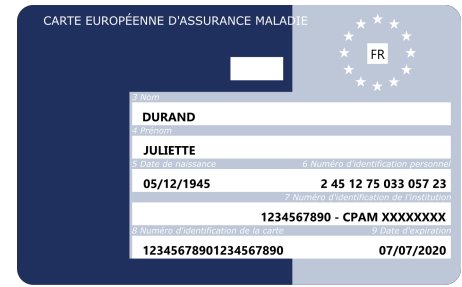 CARTE EUROPÉENNE D'ASSURANCE MALADIE
FR
3 Nom
DURAND
4 Prénom
JULIETTE
5 Date de naissance 6 Numéro d'identification personnel
05/12/1945 2 45 12 75 033 057 23
7 Numéro d'identification de l'institution
1234567890 - CPAM XXXXXXXX
8 Numéro d'identification de la carte 9 Date d'expiration
12345678901234567890 07/07/2020